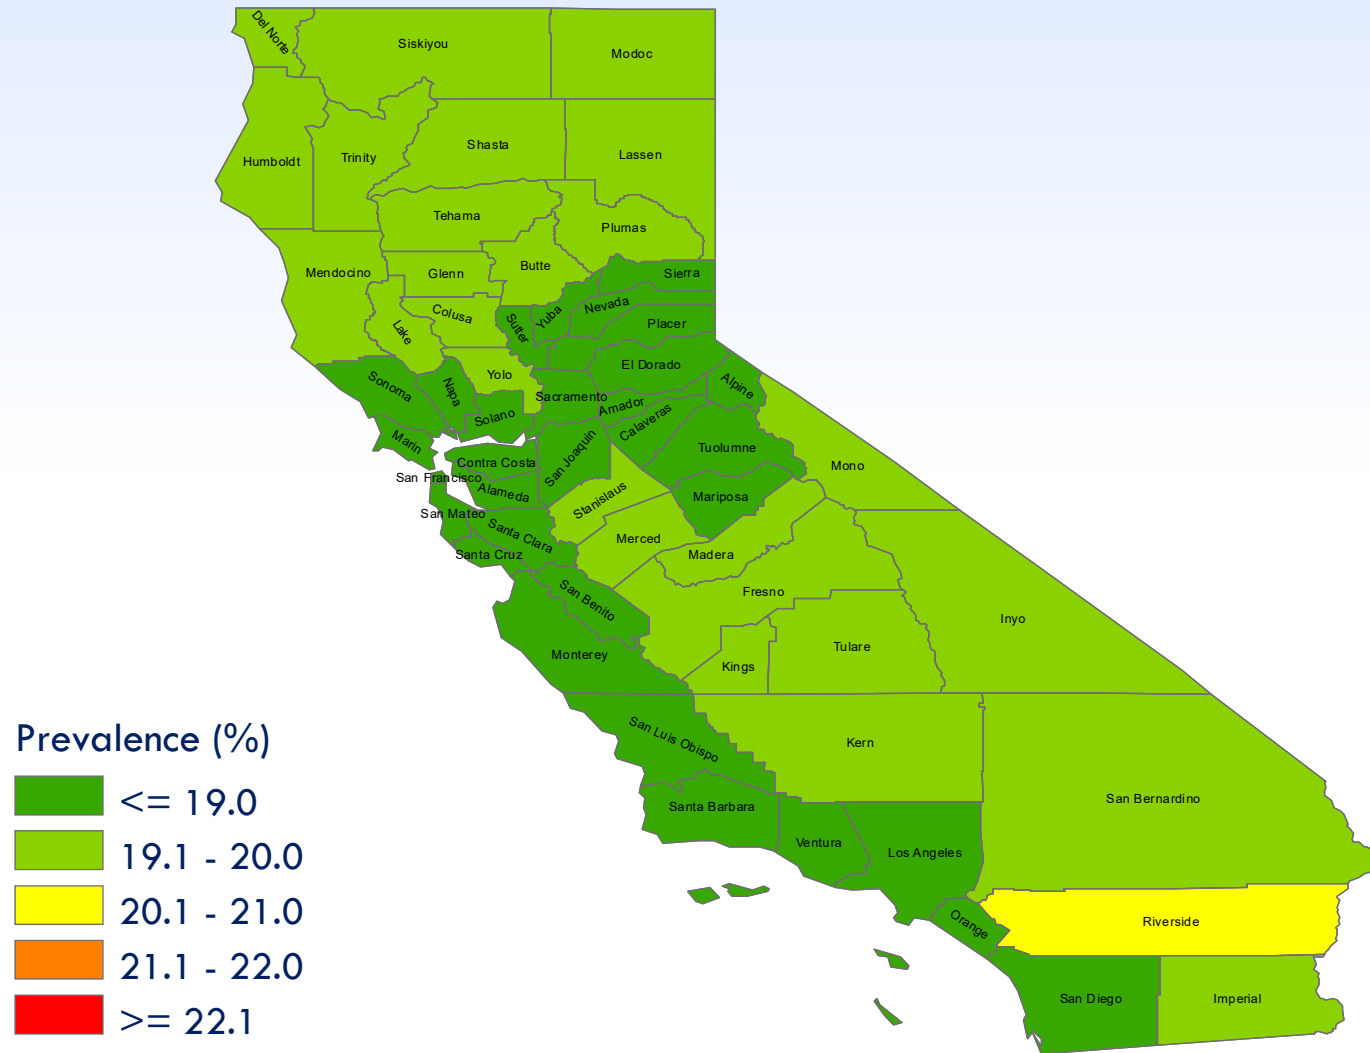 Del Norte
Siskiyou
Modoc
Humboldt
Trinity
Shasta
Lassen
Tehama
Plumas
Mendocino
Glenn
Butte
Sierra
Lake
Colusa
Sutter
Yuba
Nevada
Placer
Yolo
El Dorado
Sonoma
Napa
Solano
Sacramento
Amador
Alpine
Marin
Calaveras
Tuolumne
Contra Costa
San Joaquin
Mono
San Francisco
Alameda
Stanislaus
Mariposa
San Mateo
Santa Clara
Merced
Santa Cruz
Madera
San Benito
Fresno
Inyo
Monterey
Kings
Tulare
San Luis Obispo
Kern
San Bernardino
Santa Barbara
Ventura
Los Angeles
Orange
Riverside
San Diego
Imperial
Prevalence (%)
<= 19.0
19.1 - 20.0
20.1 - 21.0
21.1 - 22.0
>= 22.1